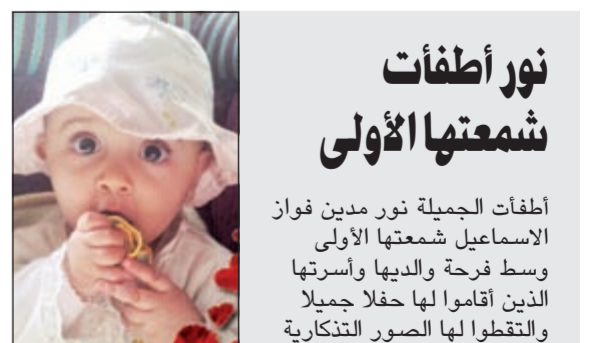 نور أطفأت
شمعتها الأولى
أطفأت الجميلة نور مدين فواز
الاسماعيل شمعتها الأولى
وسط فرحة والديها وأسرتها
الذين أقاموا لها حفلا جميلا
والتقطوا لها الصور التذكارية